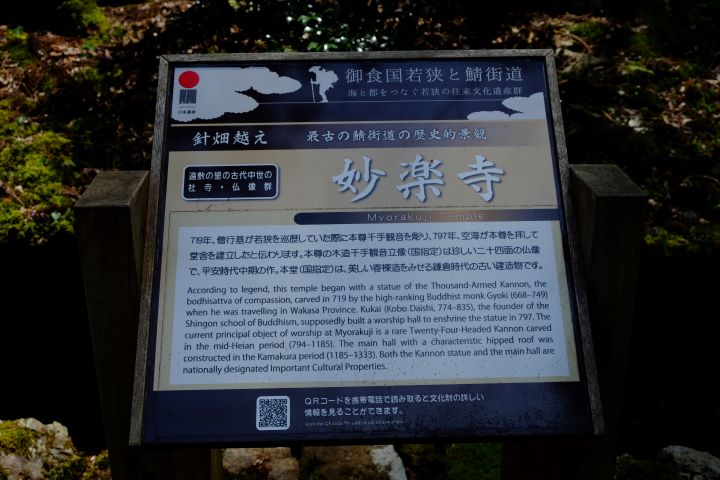 御食国若狭と鯖街道
海と都をつなぐ若狭の往来文化遺産群
日本遺産
針畑越え 最古の鯖街道の歴史的景観
遠敷の里の古代中世の
社寺・仏像群
妙楽寺
Myorakuji Temple
719年、僧行基が若狭を巡歴していた際に本尊千手観音を彫り、797年、空海が本尊を拝して
堂舎を建立したと伝わります。本尊の木造千手観音立像(国指定)は珍しい二十四面の仏像
で、平安時代中期の作。本堂(国指定)は、美しい寄棟造をみせる鎌倉時代の古い建造物です。
According to legend, this temple began with a statue of the Thousand-Armed Kannon, the
bodhisattva of compassion, carved in 719 by the high-ranking Buddhist monk Gyoki (668–749)
when he was travelling in Wakasa Province. Kukai (Kobo Daishi, 774–835), the founder of the
Shingon school of Buddhism, supposedly built a worship hall to enshrine the statue in 797. The
current principal object of worship at Myorakuji is a rare Twenty-Four-Headed Kannon carved
in the mid-Heian period (794–1185). The main hall with a characteristic hipped roof was
constructed in the Kamakura period (1185–1333). Both the Kannon statue and the main hall are
nationally designated Important Cultural Properties.
QRコードを携帯電話で読み取ると文化財の詳しい
情報を見ることができます。
Scan the QR code for additional information